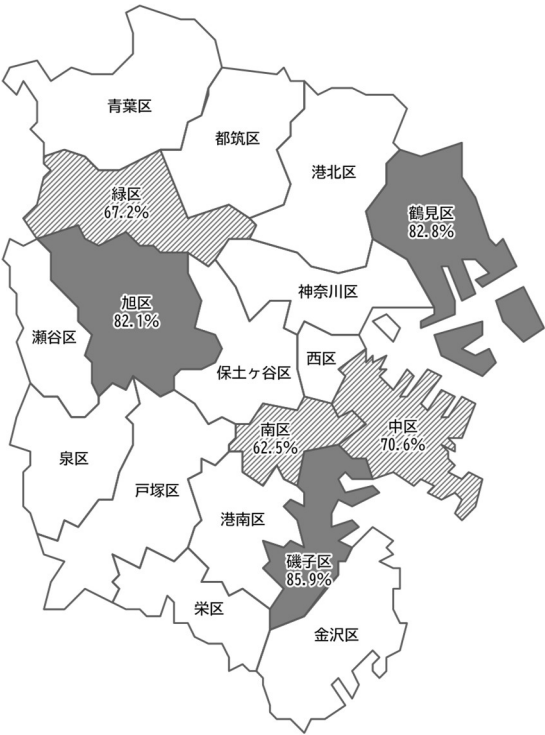 青葉区
都筑区
港北区
緑区
67.2%
鶴見区
82.8%
神奈川区
旭区
82.1%
瀬谷区
西区
保土ヶ谷区
中区
70.6%
南区
62.5%
泉区
戸塚区
港南区
磯子区
85.9%
栄区
金沢区